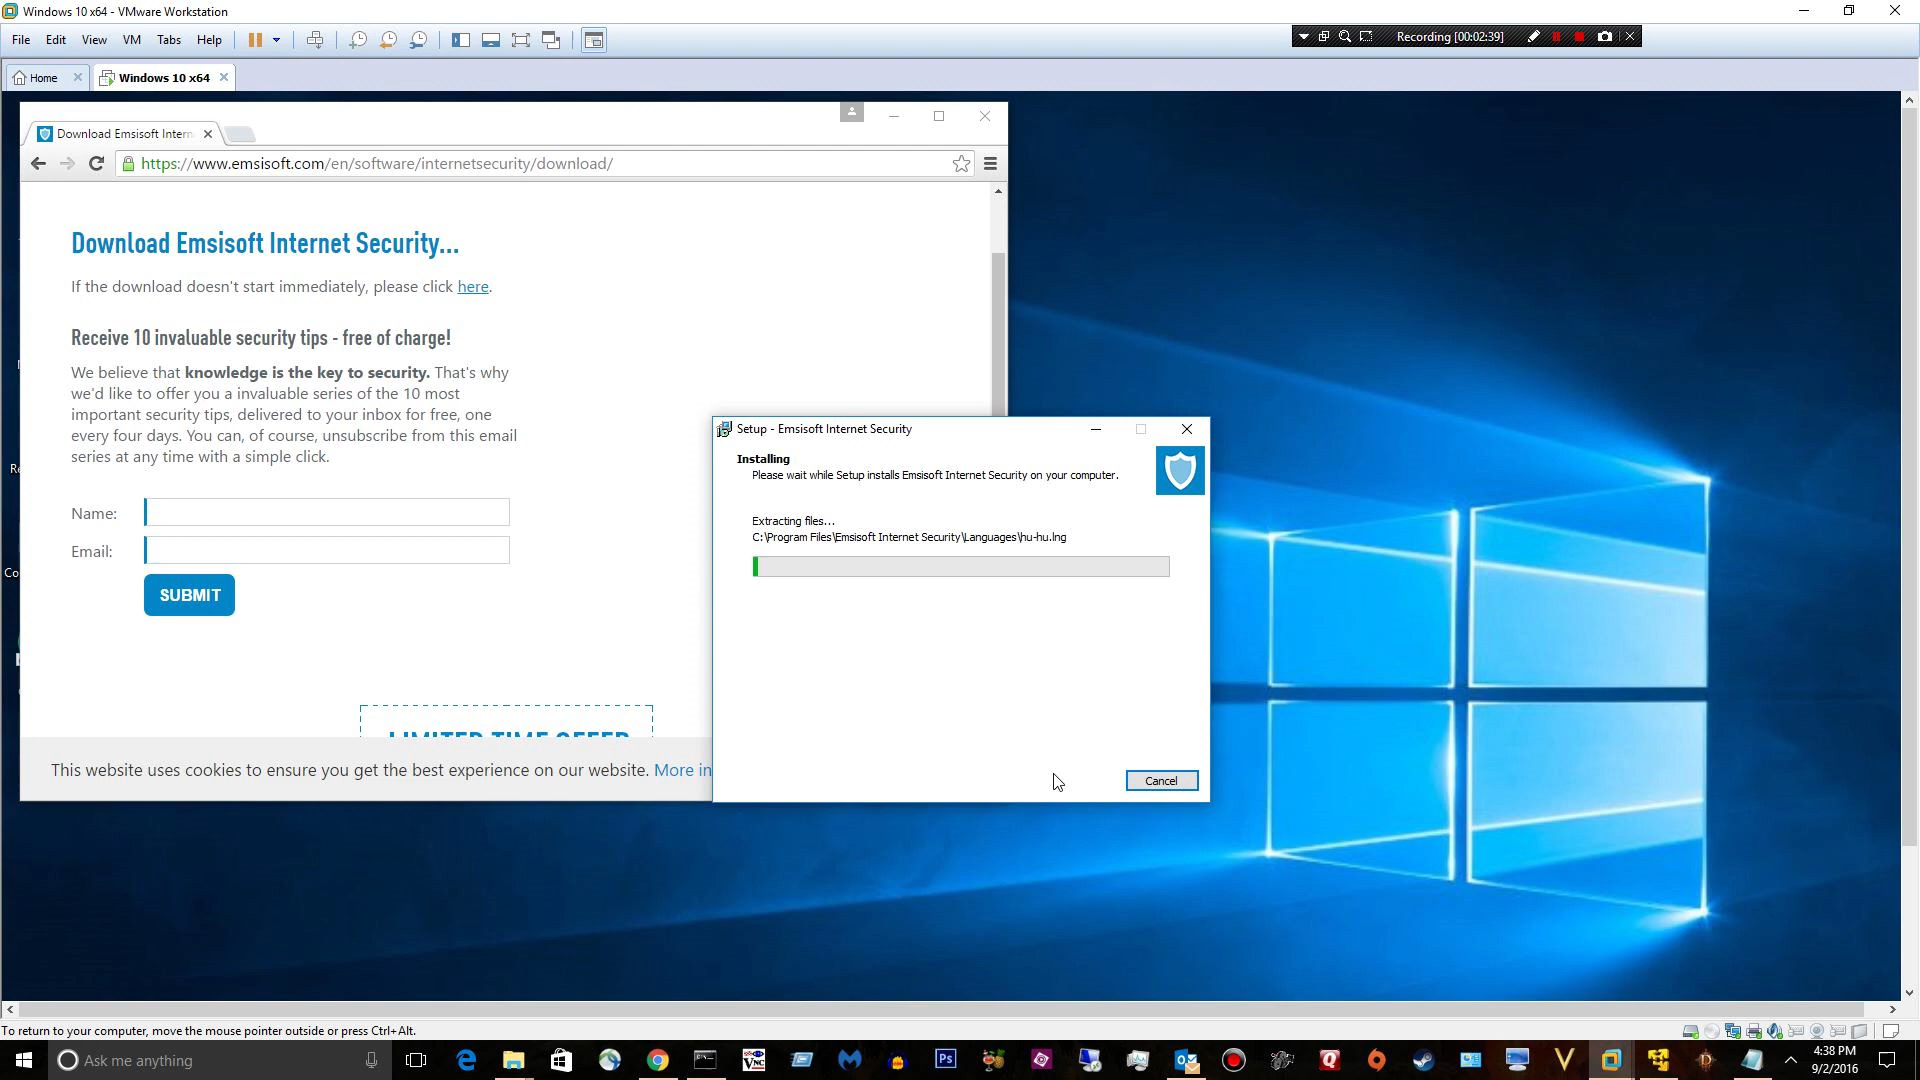 Windows 10 x64 - VMware Workstation
File Edit View VM Tabs Help
Recording [00:02:39]
Home
Windows 10 x64
Download Emsisoft Intern
https://www.emsisoft.com/en/software/internetsecurity/download/
Download Emsisoft Internet Security...
If the download doesn't start immediately, please click here.
Receive 10 invaluable security tips - free of charge!
We believe that knowledge is the key to security. That's why
we'd like to offer you a invaluable series of the 10 most
important security tips, delivered to your inbox for free, one
every four days. You can, of course, unsubscribe from this email
series at any time with a simple click.
Name:
Email:
SUBMIT
LIMITED TIME OFFER
This website uses cookies to ensure you get the best experience on our website. More in
Setup - Emsisoft Internet Security
Installing
Please wait while Setup installs Emsisoft Internet Security on your computer.
Extracting files...
C:\Program Files\Emsisoft Internet Security\Languages\hu-hu.lng
Cancel
Re
Co
To return to your computer, move the mouse pointer outside or press Ctrl+Alt.
Ask me anything
Ps
4:38 PM
9/2/2016